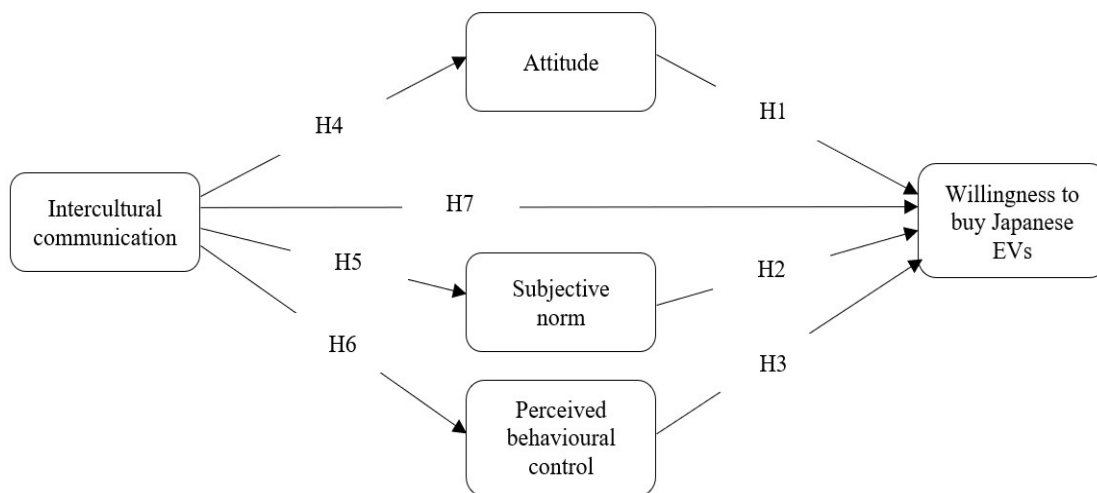 Attitude
H4
H1
Intercultural
communication
H7
Willingness to
buy Japanese
EVs
H5
H2
Subjective
norm
H6
H3
Perceived
behavioural
control